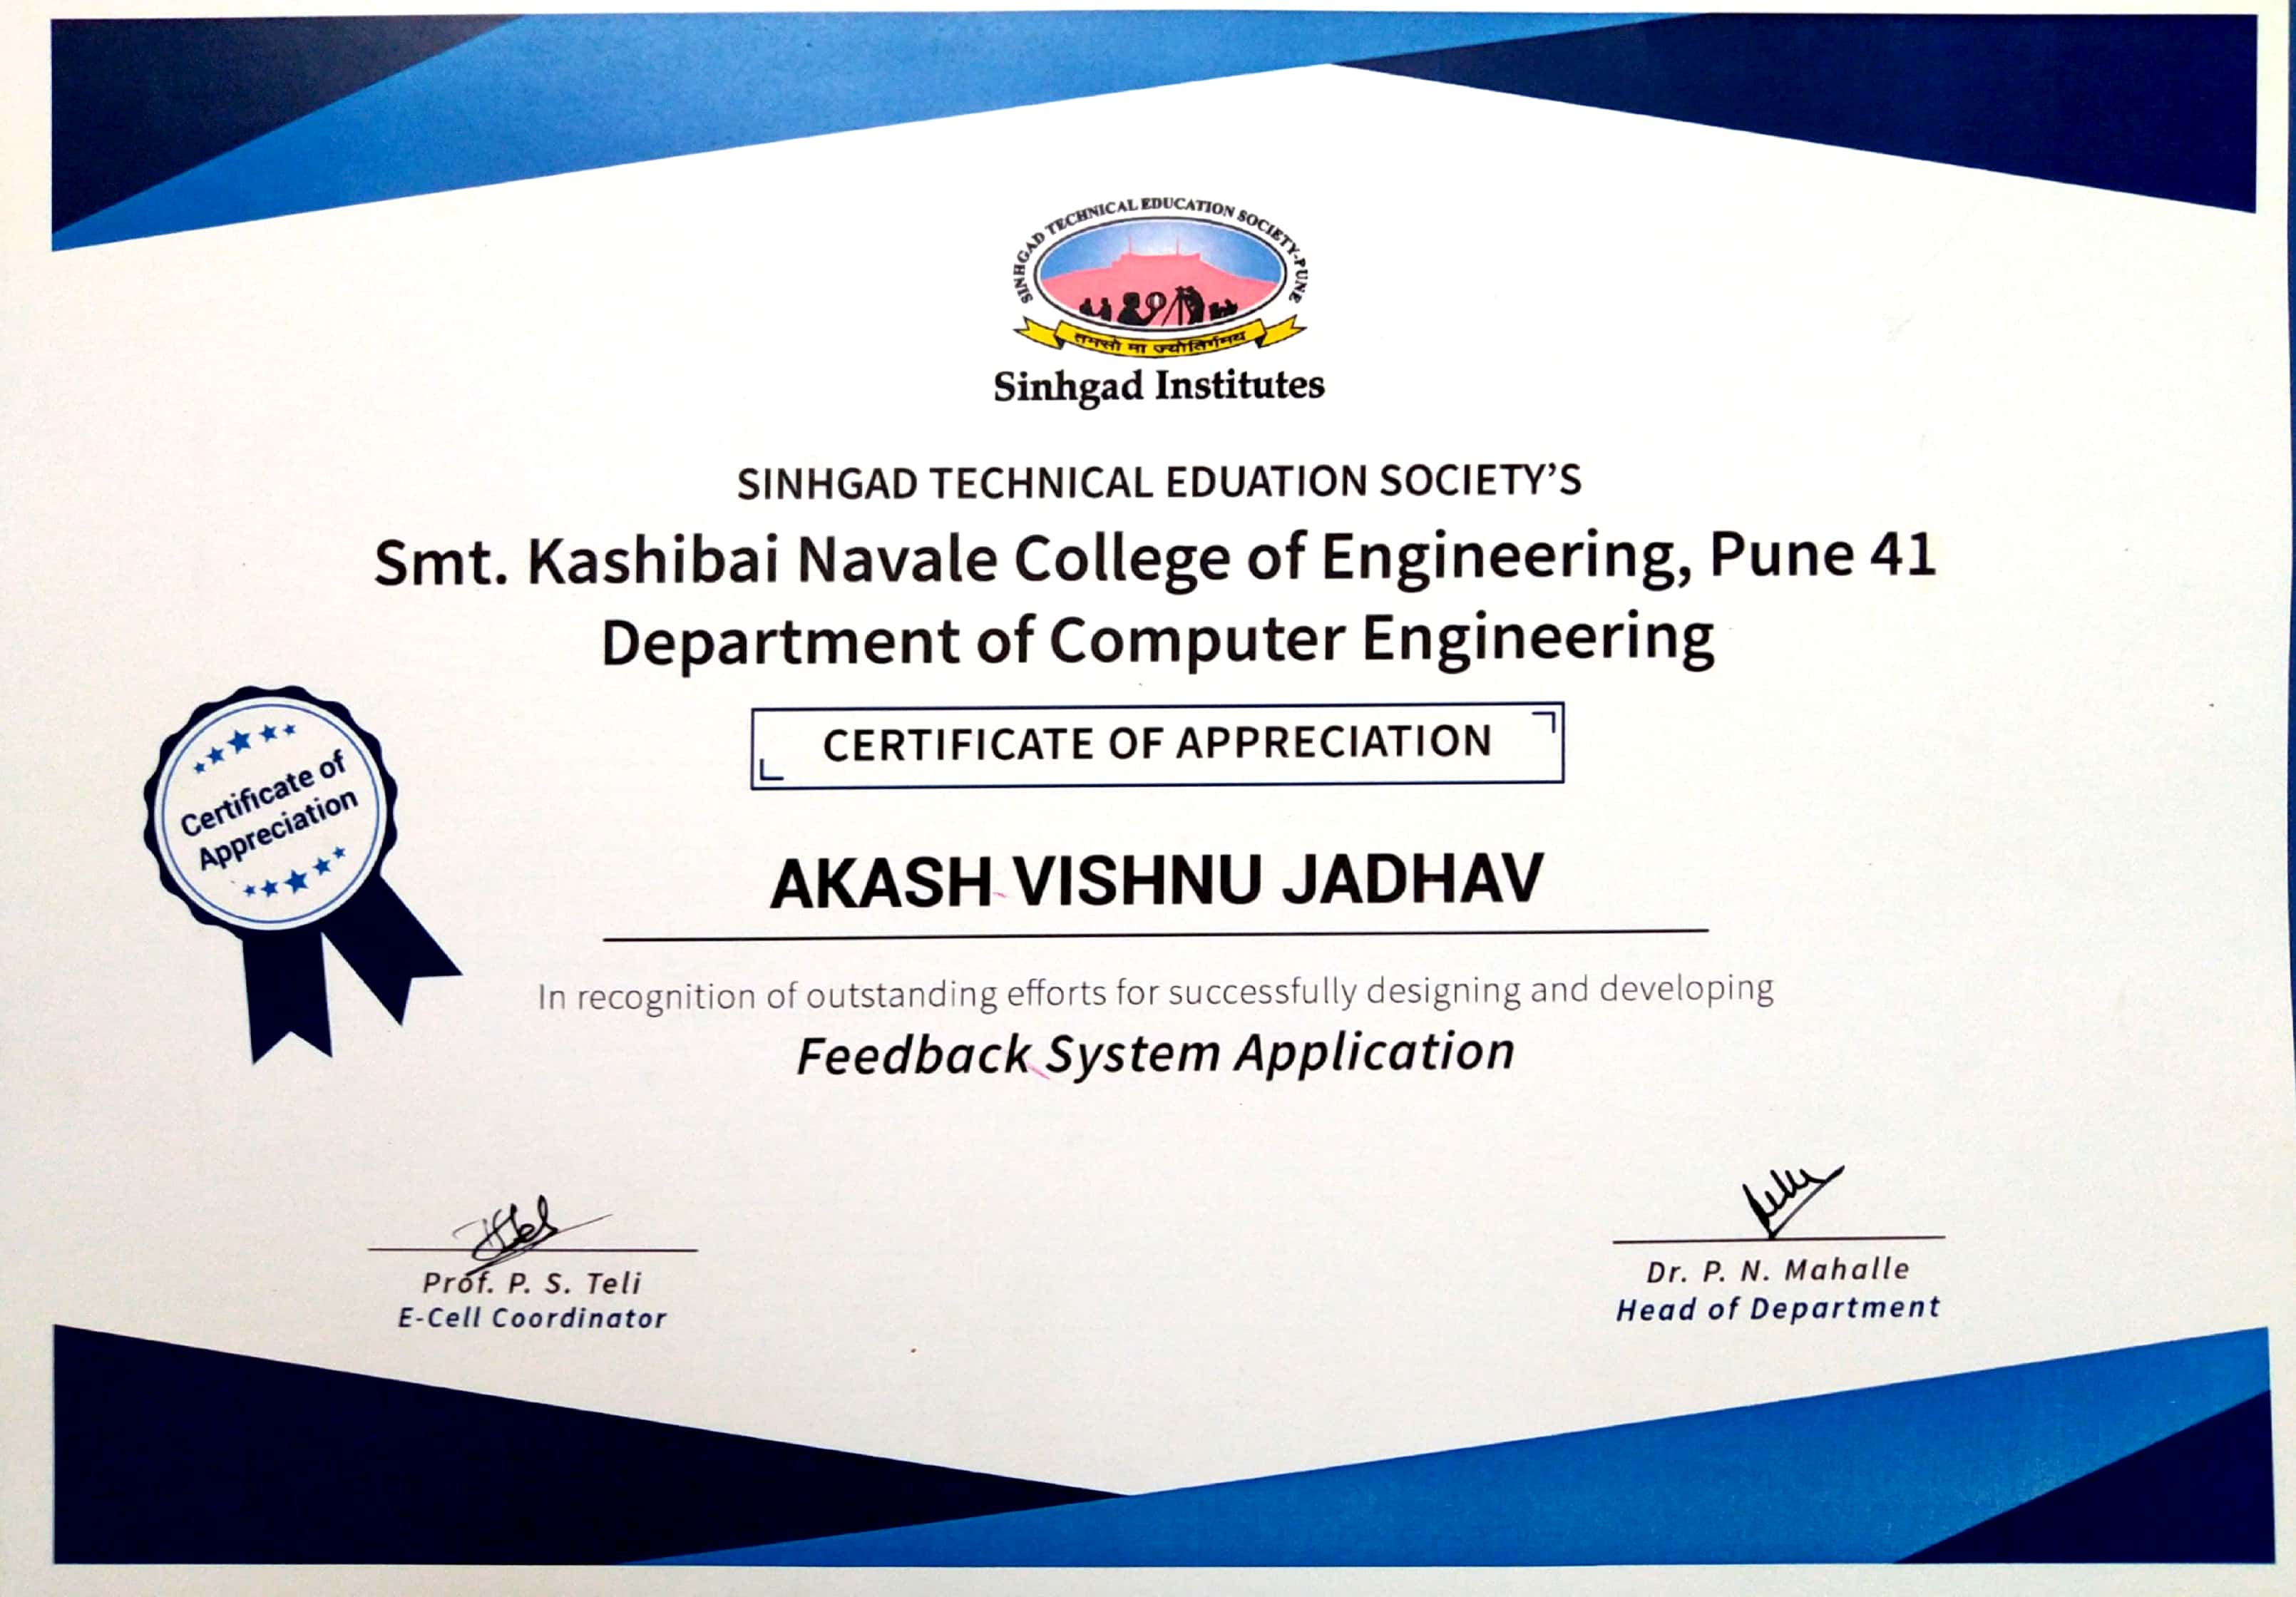 SINHGAD TECHNICAL EDUCATION SOCIETY-PUNE
तमसो मा ज्योतिर्गमय
Sinhgad Institutes
SINHGAD TECHNICAL EDUATION SOCIETY'S
Smt. Kashibai Navale College of Engineering, Pune 41
Department of Computer Engineering
CERTIFICATE OF APPRECIATION
Certificate of
Appreciation
AKASH VISHNU JADHAV
In recognition of outstanding efforts for successfully designing and developing
Feedback System Application
Prof. P. S. Teli
E-Cell Coordinator
Dr. P. N. Mahalle
Head of Department